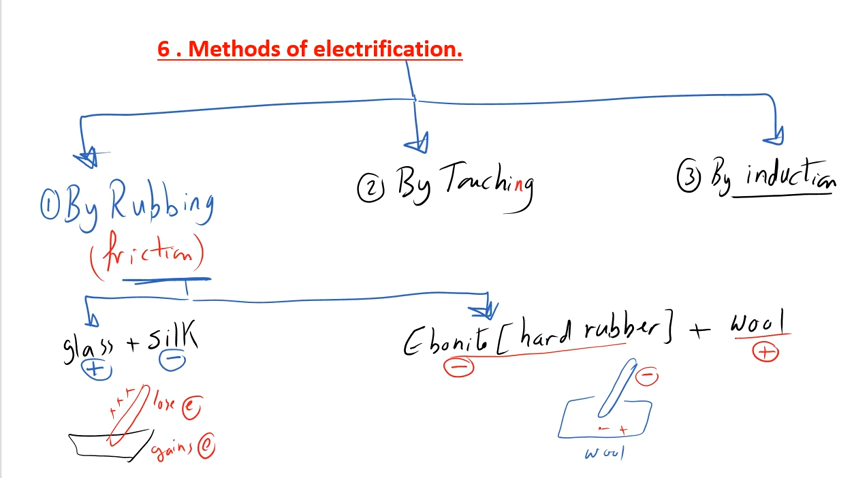 6 . Methods of electrification.
① By Rubbing
(friction)
② By Touching
③ By induction
glass + silk
+ −
Ebonite [hard rubber] + wool
− +
+++ lose e
gains e
−
− +
wool